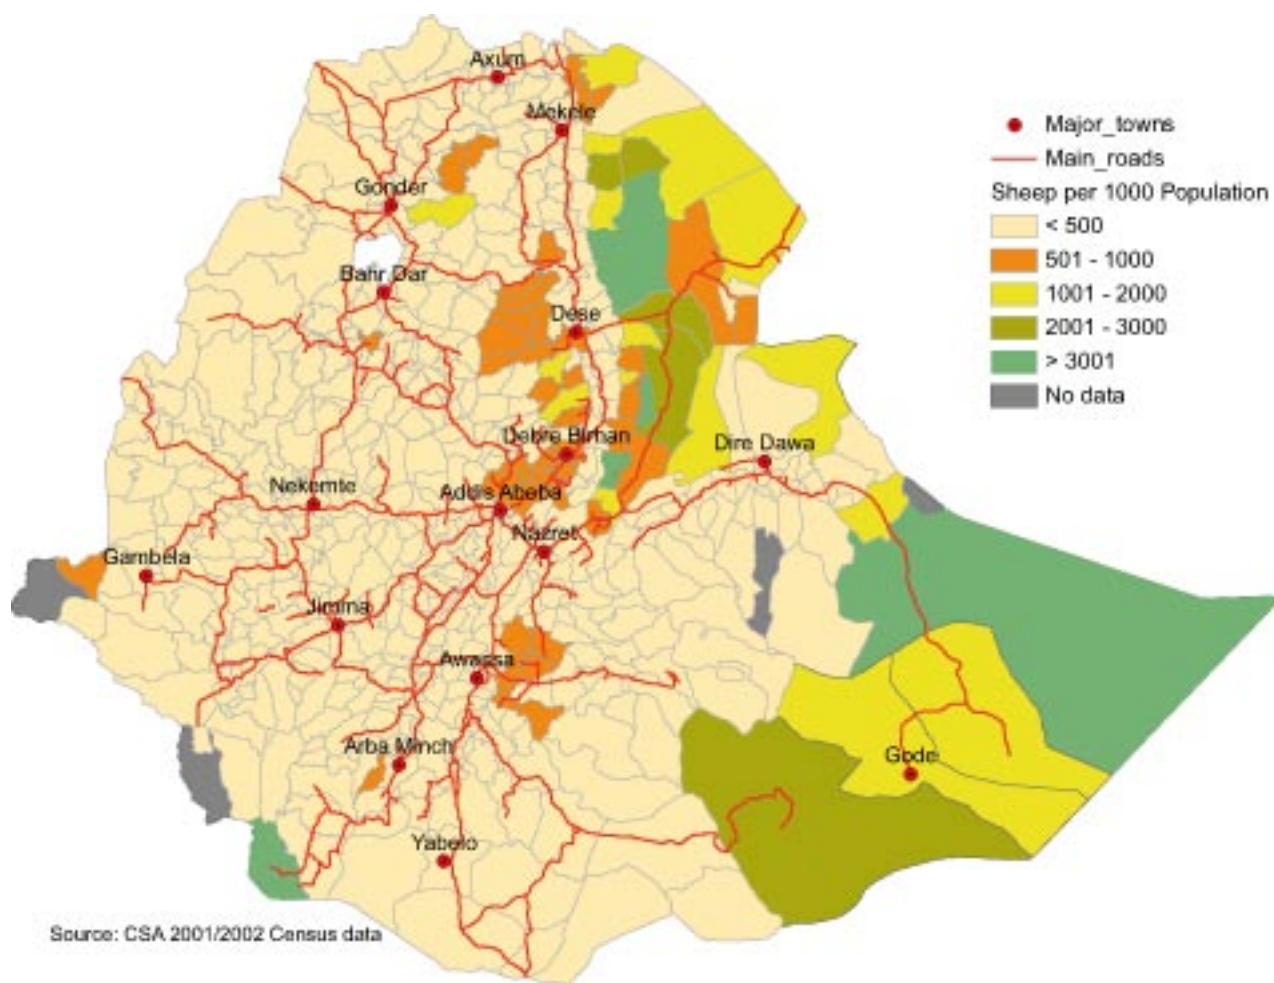 Axum
Mekele
Major_towns
Main_roads
Sheep per 1000 Population
Gonder
< 500
501 - 1000
Bahr Dar
1001 - 2000
Dese
2001 - 3000
> 3001
No data
Debre Birhan
Dire Dawa
Nekemte
Addis Abeba
Nazret
Gambela
Jimma
Awassa
Arba Minch
Gode
Yabelo
Source: CSA 2001/2002 Census data